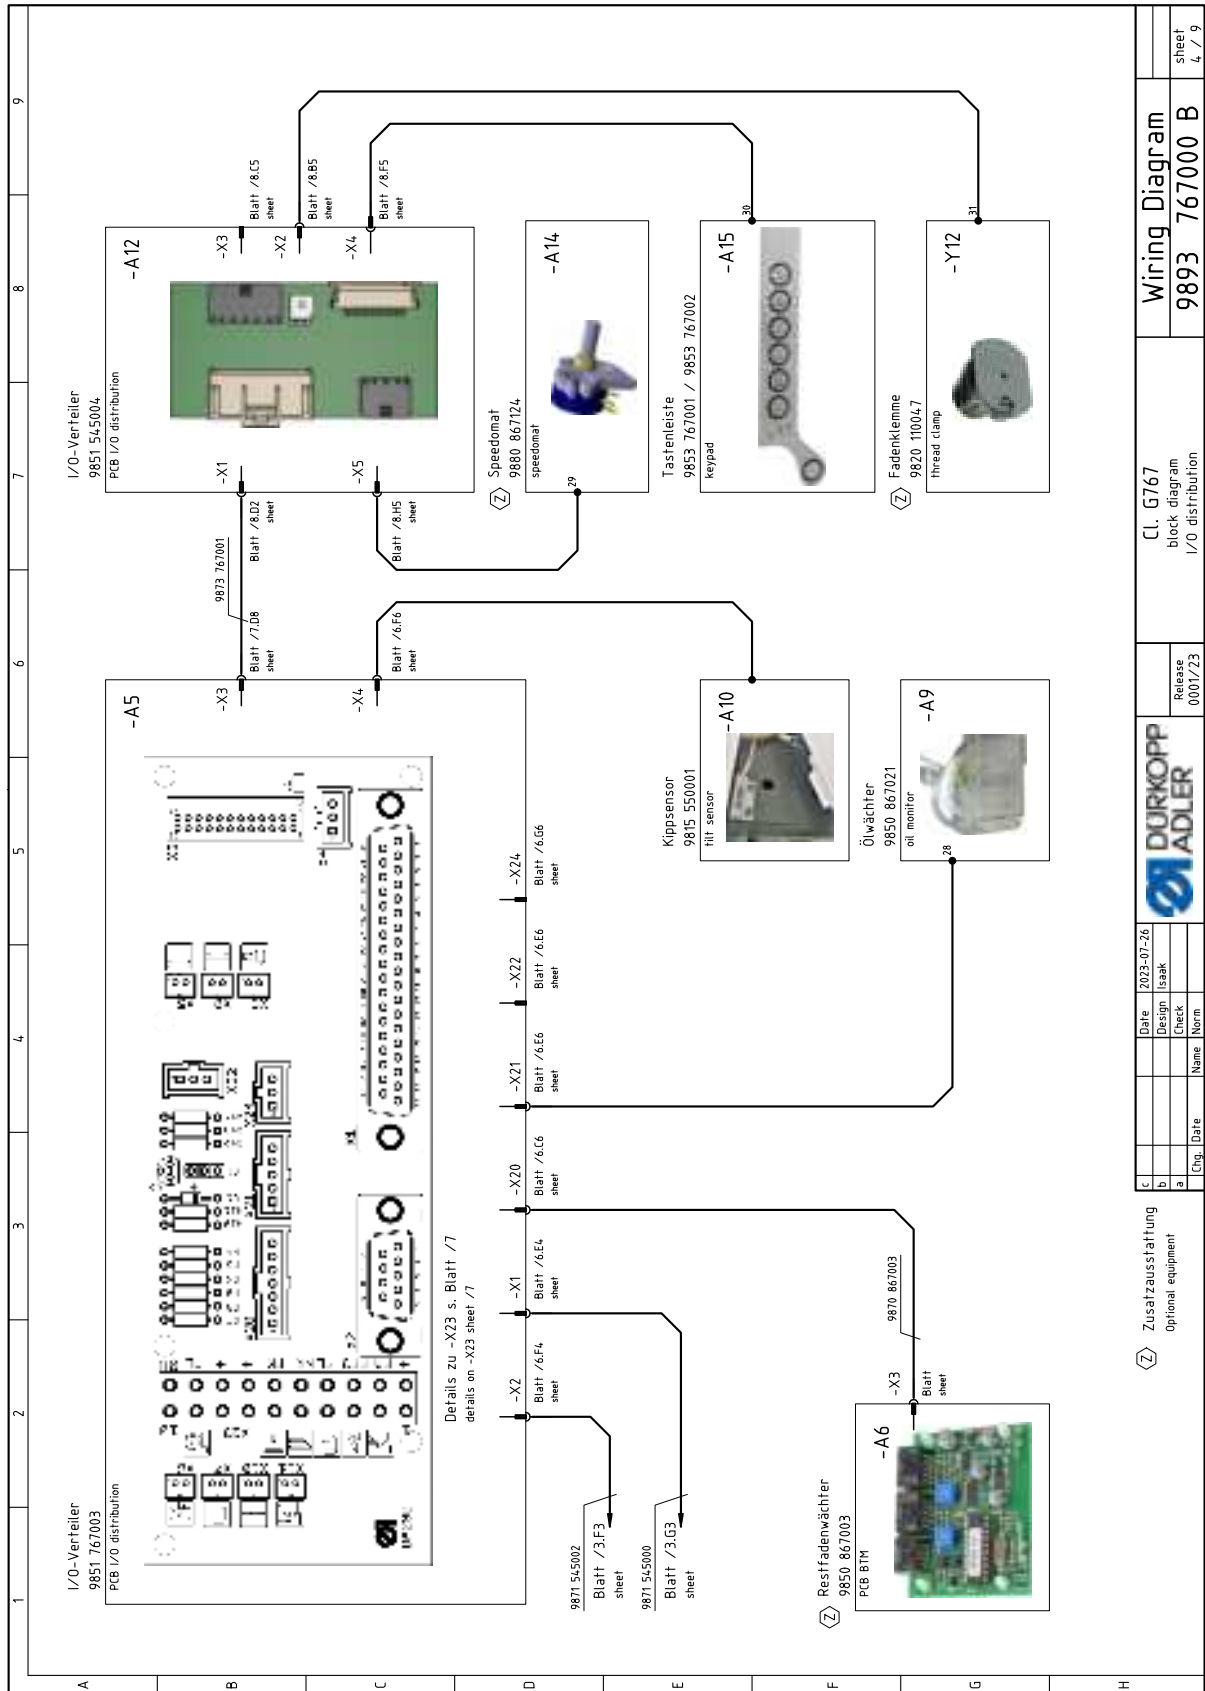 1
2
3
4
5
6
7
8
9
A
B
C
D
E
F
G
H
I/O-Verteiler
9851 767003
PCB I/O distribution
-A5
Details zu -X23 s. Blatt /7
details on -X23 sheet /7
-X2
Blatt /6.F4
sheet
-X1
Blatt /6.E4
sheet
-X20
Blatt /6.C6
sheet
-X21
Blatt /6.E6
sheet
-X22
Blatt /6.E6
sheet
-X24
Blatt /6.G6
sheet
-X3
Blatt /7.D8
sheet
9873 767001
-X4
Blatt /6.F6
sheet
9871 545002
Blatt /3.F3
sheet
9871 545000
Blatt /3.G3
sheet
I/O-Verteiler
9851 545004
PCB I/O distribution
-A12
-X1
Blatt /8.D2
sheet
-X5
Blatt /8.H5
sheet
-X3
Blatt /8.C5
sheet
-X2
Blatt /8.B5
sheet
-X4
Blatt /8.F5
sheet
Z
Speedomat
9880 867124
speedomat
-A14
29
Tastenleiste
9853 767001 / 9853 767002
keypad
-A15
30
Z
Fadenklemme
9820 110047
thread clamp
-Y12
31
Kippsensor
9815 550001
tilt sensor
-A10
Ölwächter
9850 867021
oil monitor
-A9
28
Z
Restfadenwächter
9850 867003
PCB BTM
-A6
-X3
Blatt
sheet
9870 867003
Z
Zusatzausstattung
Optional equipment
c
b
a
Chg.
Date
Name
Date
2023-07-26
Design
Isaak
Check
Norm
DÜRKOPP
ADLER
Release
0001/23
Cl. G767
block diagram
I/O distribution
Wiring Diagram
9893 767000 B
sheet
4 / 9